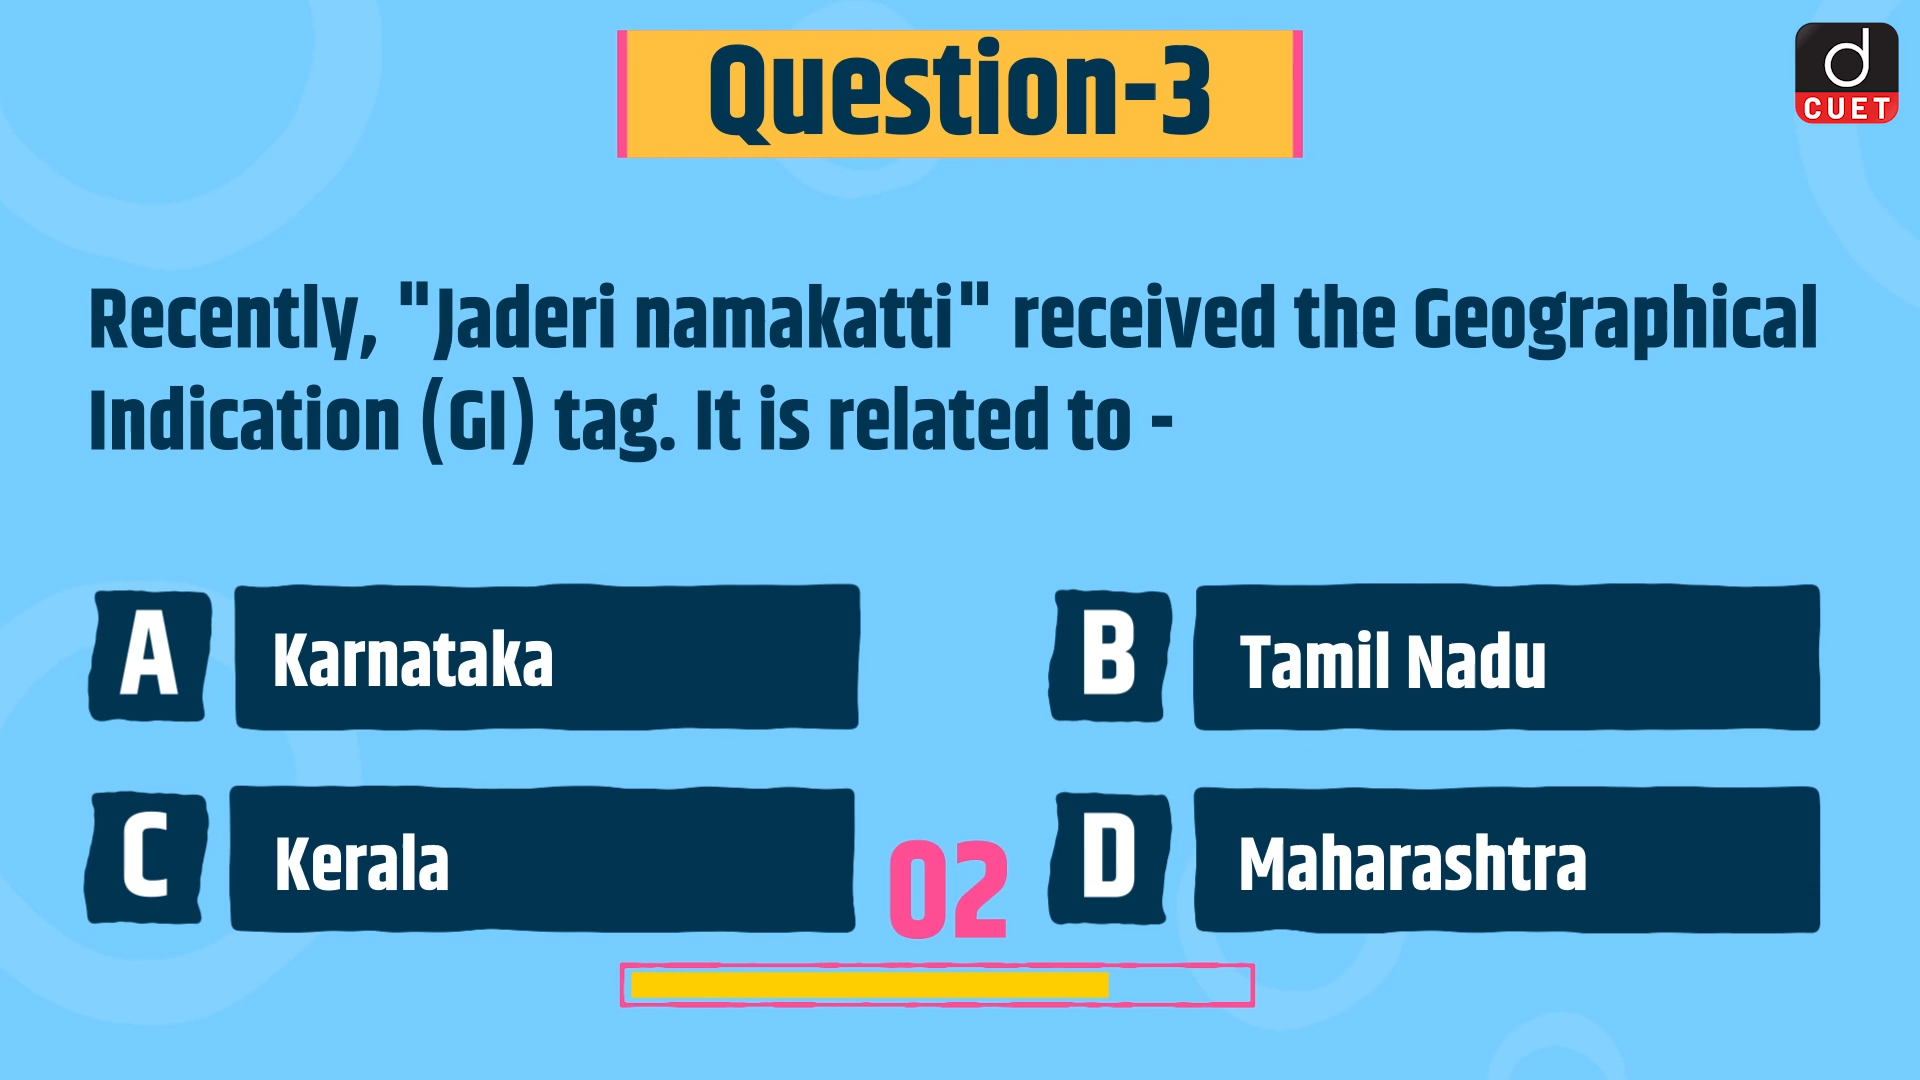 Question-3
d
CUET
Recently, "Jaderi namakatti" received the Geographical
Indication (GI) tag. It is related to -
A Karnataka
B Tamil Nadu
C Kerala
D Maharashtra
02